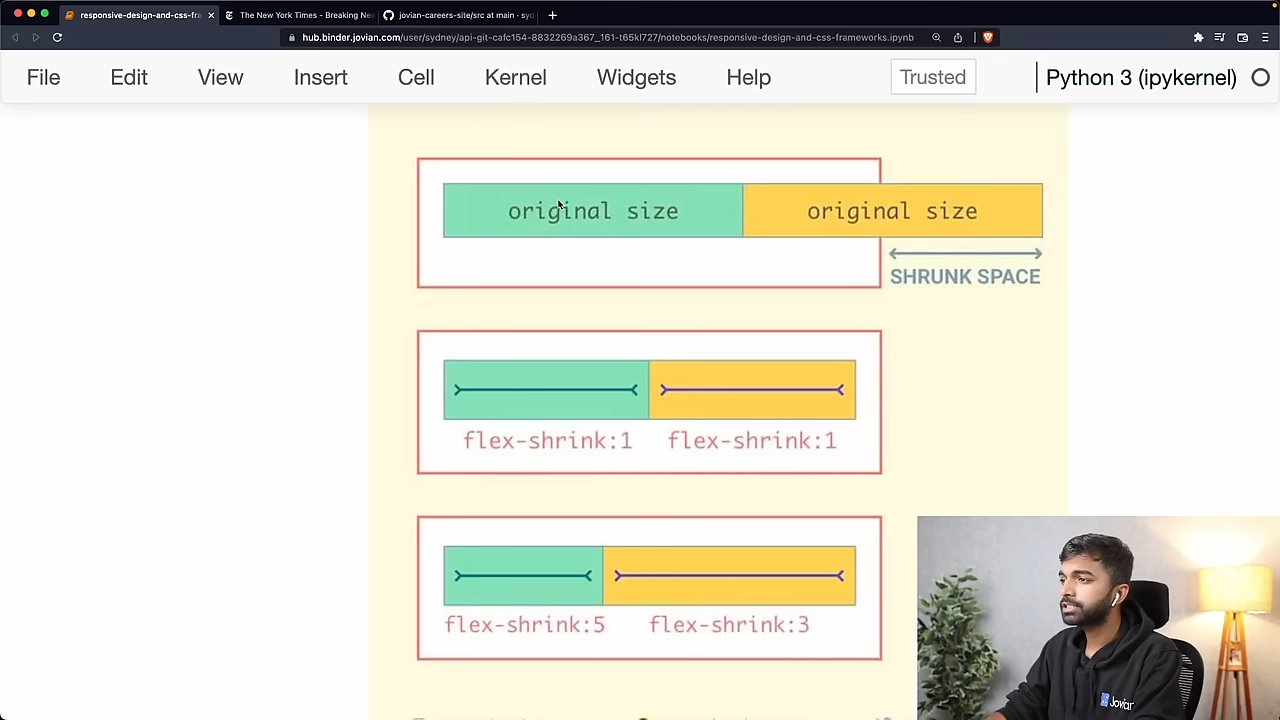 responsive-design-and-css-fra
The New York Times - Breaking Ne
jovian-careers-site/src at main · syd
hub.binder.jovian.com/user/sydney/api-git-cafc154-8832269a367_161-t65kl727/notebooks/responsive-design-and-css-frameworks.ipynb
File Edit View Insert Cell Kernel Widgets Help Trusted Python 3 (ipykernel)
original size original size
SHRUNK SPACE
flex-shrink:1 flex-shrink:1
flex-shrink:5 flex-shrink:3
Jovian